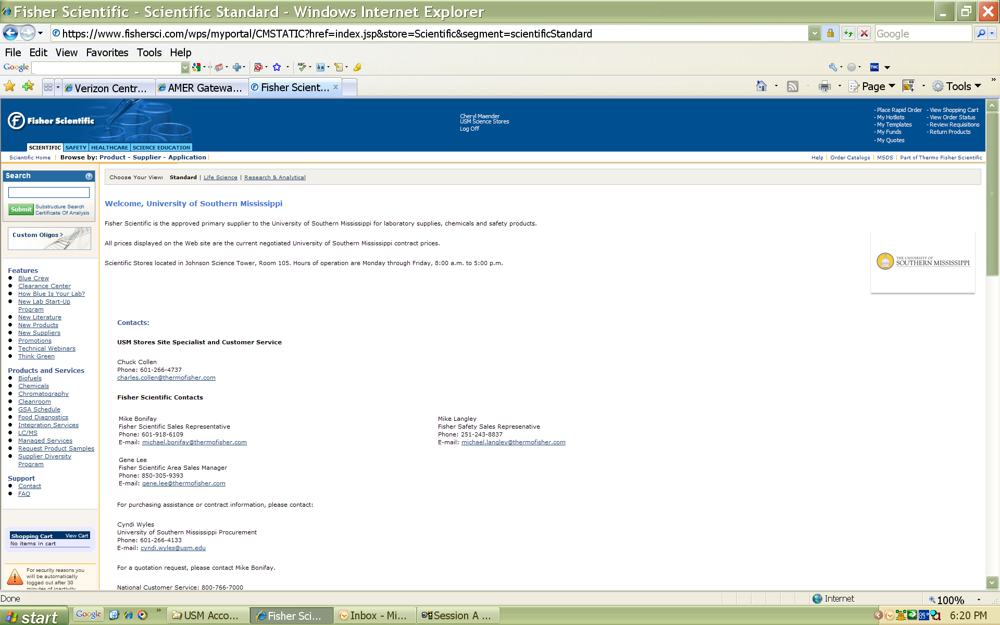 Fisher Scientific - Scientific Standard - Windows Internet Explorer
https://www.fishersci.com/wps/myportal/CMSTATIC?href=index.jsp&store=Scientific&segment=scientificStandard
Google
File Edit View Favorites Tools Help
Google
TWC
Verizon Centr...
AMER Gatewa...
Fisher Scient...
Page
Tools
Fisher Scientific
Cheryl Maender
USM Science Stores
Log Off
- Place Rapid Order
- My Hotlists
- My Templates
- My Funds
- My Quotes
- View Shopping Cart
- View Order Status
- Review Requisitions
- Return Products
SCIENTIFIC SAFETY HEALTHCARE SCIENCE EDUCATION
Scientific Home | Browse by: Product - Supplier - Application |
Help | Order Catalogs | MSDS | Part of Thermo Fisher Scientific
Search
Submit
Substructure Search
Certificate Of Analysis
Custom Oligos »
Features
Blue Crew
Clearance Center
How Blue Is Your Lab?
New Lab Start-Up
Program
New Literature
New Products
New Suppliers
Promotions
Technical Webinars
Think Green
Products and Services
Biofuels
Chemicals
Chromatography
Cleanroom
GSA Schedule
Food Diagnostics
Integration Services
LC/MS
Managed Services
Request Product Samples
Supplier Diversity
Program
Support
Contact
FAQ
Shopping Cart View Cart
No items in cart
For security reasons you
will be automatically
logged out after 30
minutes of inactivity
Choose Your View: Standard | Life Science | Research & Analytical
Welcome, University of Southern Mississippi
Fisher Scientific is the approved primary supplier to the University of Southern Mississippi for laboratory supplies, chemicals and safety products.
All prices displayed on the Web site are the current negotiated University of Southern Mississippi contract prices.
Scientific Stores located in Johnson Science Tower, Room 105. Hours of operation are Monday through Friday, 8:00 a.m. to 5:00 p.m.
THE UNIVERSITY OF
SOUTHERN MISSISSIPPI
Contacts:
USM Stores Site Specialist and Customer Service
Chuck Collen
Phone: 601-266-4737
charles.collen@thermofisher.com
Fisher Scientific Contacts
Mike Bonifay
Fisher Scientific Sales Representative
Phone: 601-918-6109
E-mail: michael.bonifay@thermofisher.com
Mike Langley
Fisher Safety Sales Represenative
Phone: 251-243-8837
E-mail: michael.langley@thermofisher.com
Gene Lee
Fisher Scientific Area Sales Manager
Phone: 850-305-9393
E-mail: gene.lee@thermofisher.com
For purchasing assistance or contract information, please contact:
Cyndi Wyles
University of Southern Mississippi Procurement
Phone: 601-266-4133
E-mail: cyndi.wyles@usm.edu
For a quotation request, please contact Mike Bonifay.
National Customer Service: 800-766-7000
Done
Internet
100%
start
Google
USM Acco...
Fisher Sci...
Inbox - Mi...
Session A ...
89°
6:20 PM